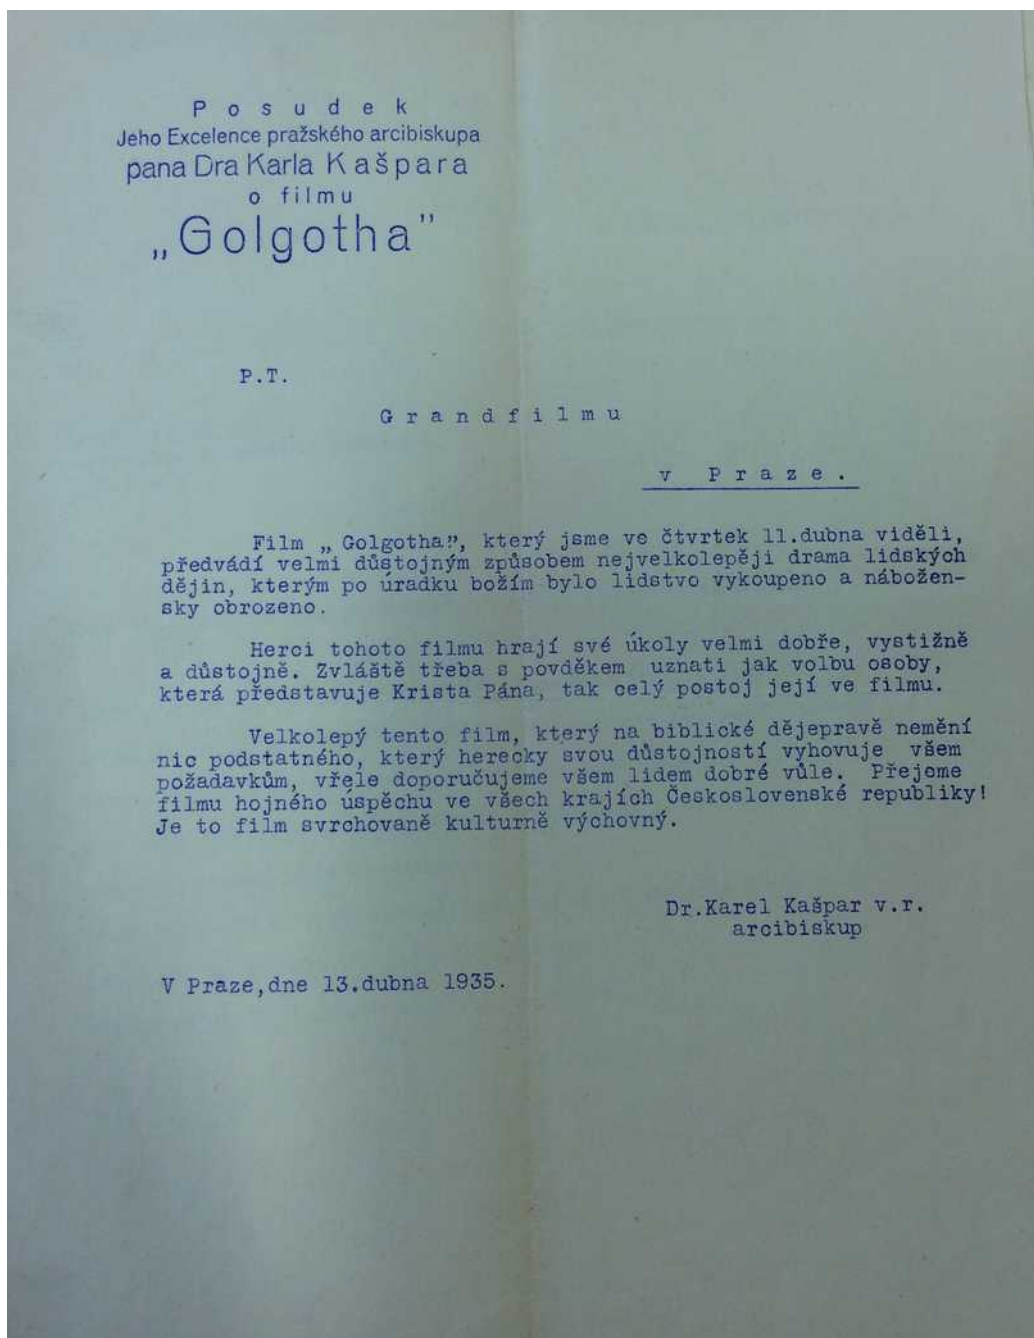 Posudek
Jeho Excelence pražského arcibiskupa
pana Dra Karla Kašpara
o filmu
„Golgotha"
P.T.
Grandfilmu
v Praze.
Film „ Golgotha", který jsme ve čtvrtek 11.dubna viděli,
předvádí velmi důstojným způsobem nejvelkolepěji drama lidských
dějin, kterým po úradku božím bylo lidstvo vykoupeno a nábožen-
sky obrozeno.
Herci tohoto filmu hrají své úkoly velmi dobře, vystižně
a důstojně. Zvláště třeba s povděkem uznati jak volbu osoby,
která představuje Krista Pána, tak celý postoj její ve filmu.
Velkolepý tento film, který na biblické dějepravě nemění
nic podstatného, který herecky svou důstojností vyhovuje všem
požadavkům, vřele doporučujeme všem lidem dobré vůle. Přejeme
filmu hojného úspěchu ve všech krajích Československé republiky!
Je to film svrchovaně kulturně výchovný.
Dr.Karel Kašpar v.r.
arcibiskup
V Praze,dne 13.dubna 1935.